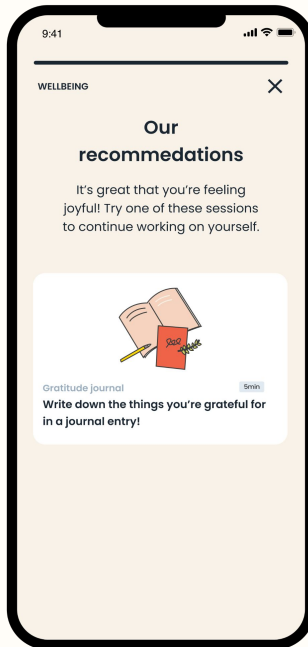 9:41
WELLBEING
Our
recommedations
It's great that you're feeling
joyful! Try one of these sessions
to continue working on yourself.
Gratitude journal
5min
Write down the things you're grateful for
in a journal entry!